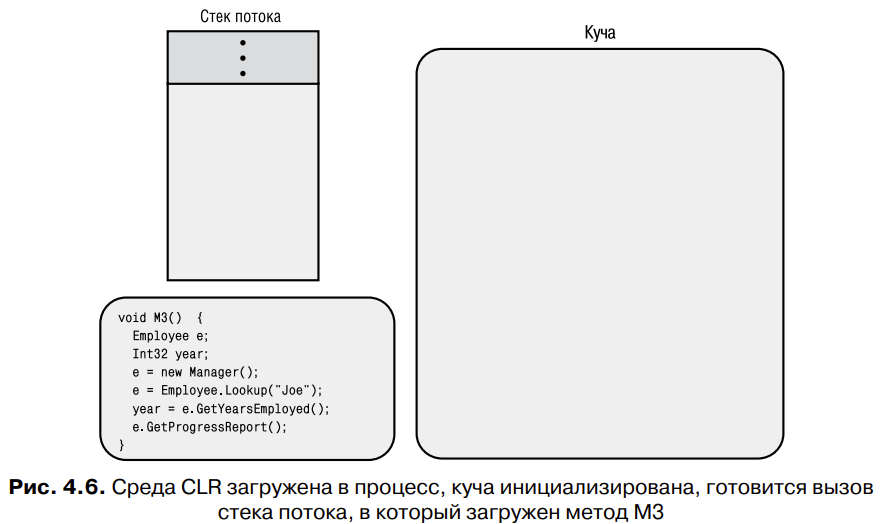 Стек потока
Куча
void M3() {
Employee e;
Int32 year;
e = new Manager();
e = Employee.Lookup("Joe");
year = e.GetYearsEmployed();
e.GetProgressReport();
}
Рис. 4.6. Среда CLR загружена в процесс, куча инициализирована, готовится вызов
стека потока, в который загружен метод M3